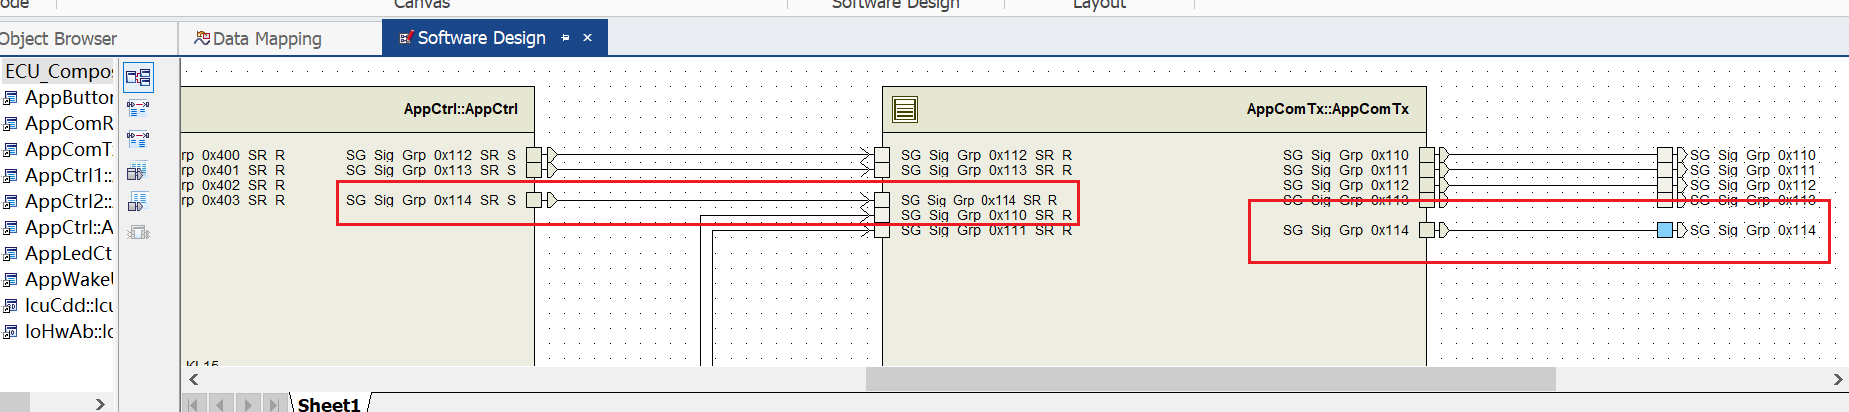 ode
Canvas
Software Design
Layout
Object Browser
Data Mapping
Software Design
ECU_Compos
AppButton
AppComR
AppComTx
AppCtrl1::
AppCtrl2::
AppCtrl::A
AppLedCt
AppWakeU
IcuCdd::Icu
IoHwAb::Io
AppCtrl::AppCtrl
rp 0x400 SR R
rp 0x401 SR R
rp 0x402 SR R
rp 0x403 SR R
SG Sig Grp 0x112 SR S
SG Sig Grp 0x113 SR S
SG Sig Grp 0x114 SR S
KL15
AppComTx::AppComTx
SG Sig Grp 0x112 SR R
SG Sig Grp 0x113 SR R
SG Sig Grp 0x114 SR R
SG Sig Grp 0x110 SR R
SG Sig Grp 0x111 SR R
SG Sig Grp 0x110
SG Sig Grp 0x111
SG Sig Grp 0x112
SG Sig Grp 0x113
SG Sig Grp 0x114
SG Sig Grp 0x110
SG Sig Grp 0x111
SG Sig Grp 0x112
SG Sig Grp 0x113
SG Sig Grp 0x114
Sheet1